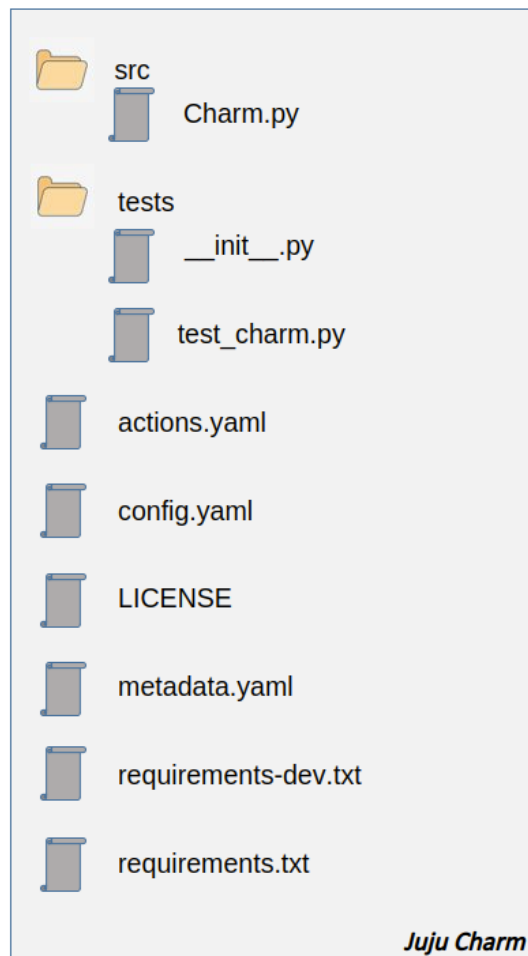 src
Charm.py
tests
__init__.py
test_charm.py
actions.yaml
config.yaml
LICENSE
metadata.yaml
requirements-dev.txt
requirements.txt
Juju Charm